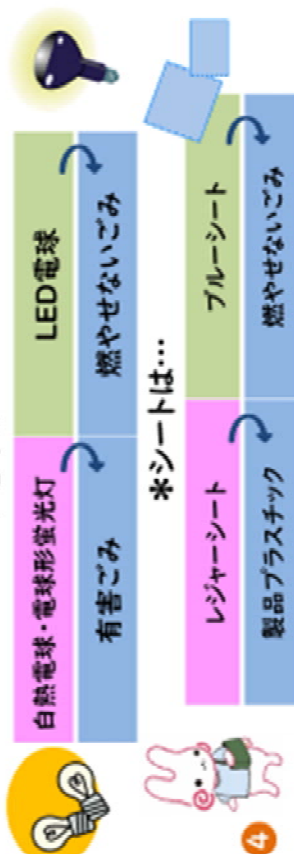 白熱電球・電球形蛍光灯
LED電球
有害ごみ
燃やせないごみ
*シートは…
レジャーシート
ブルーシート
製品プラスチック
燃やせないごみ
4